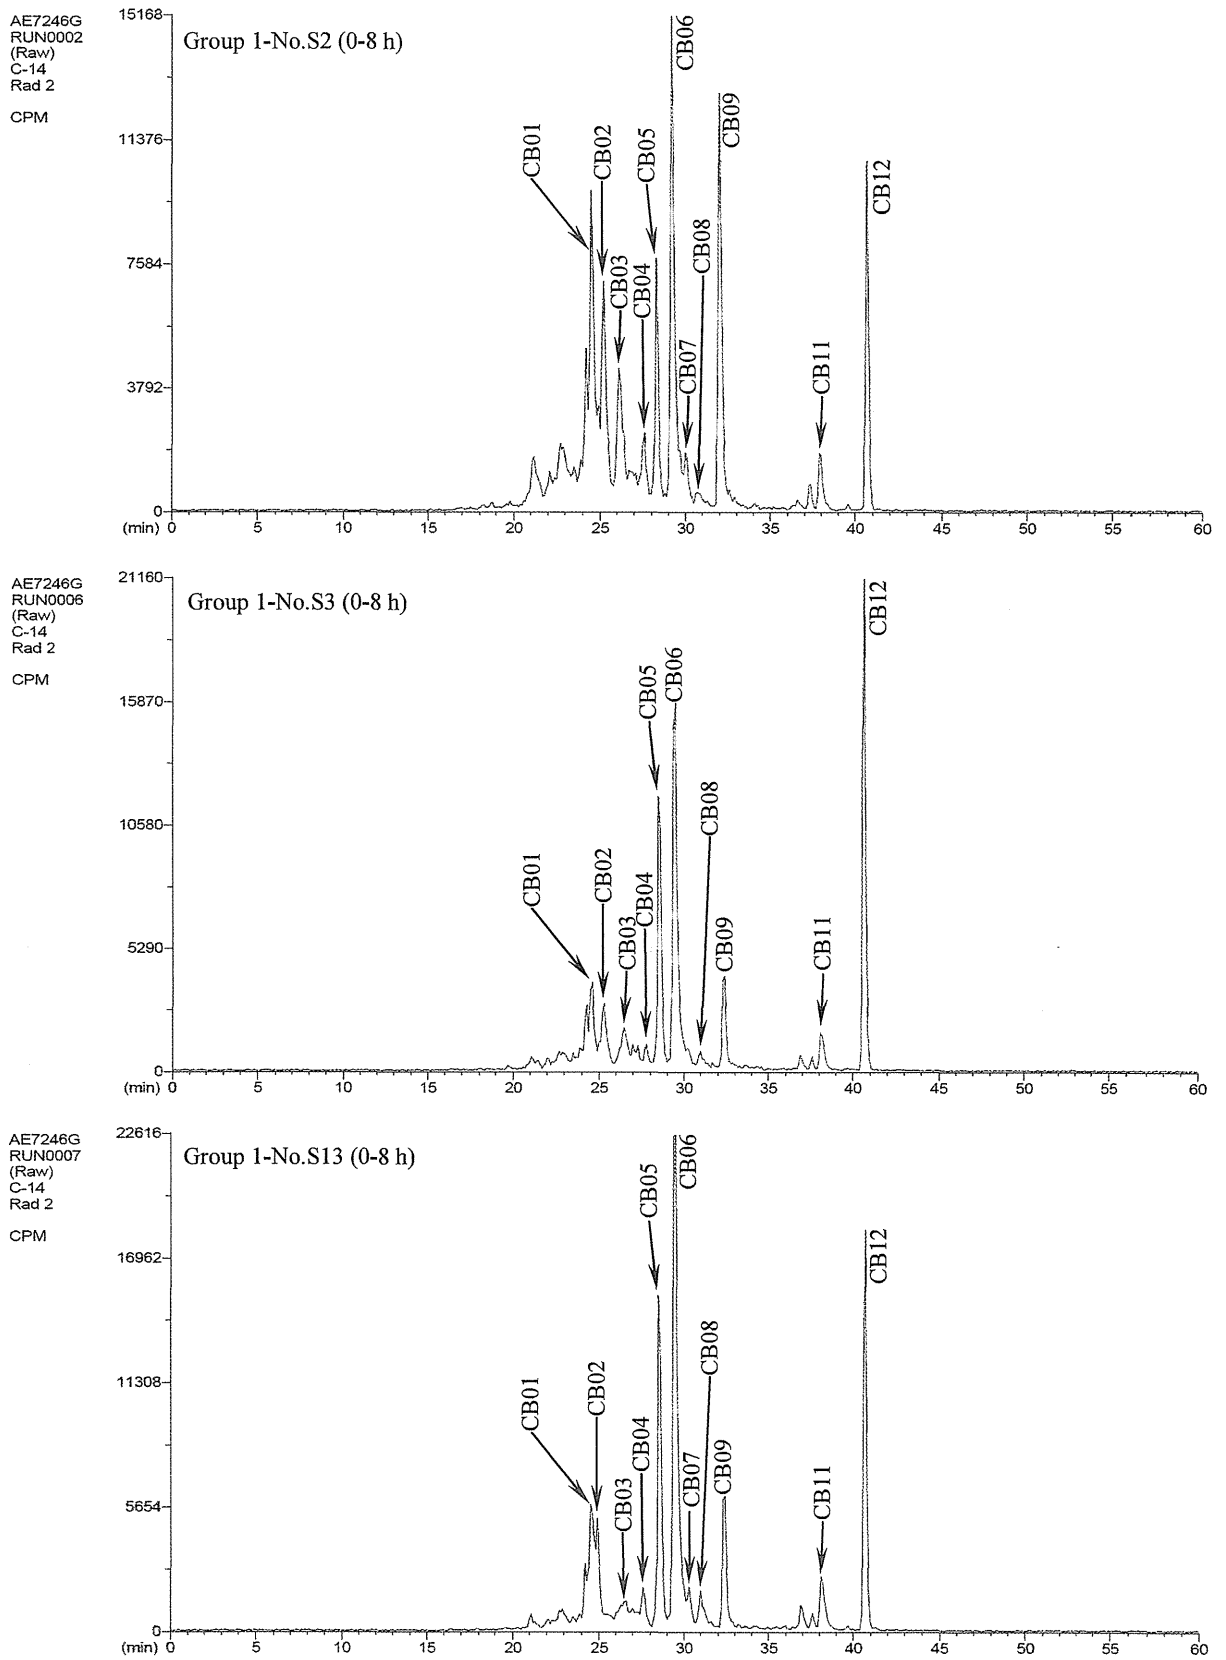 AE7246G
RUN0002
(Raw)
C-14
Rad 2
CPM
Group 1-No.S2 (0-8 h)
15168
11376
7584
3792
0
CB01
CB02
CB03
CB04
CB05
CB06
CB07
CB08
CB09
CB11
CB12
(min) 0 5 10 15 20 25 30 35 40 45 50 55 60
AE7246G
RUN0006
(Raw)
C-14
Rad 2
CPM
Group 1-No.S3 (0-8 h)
21160
15870
10580
5290
0
CB01
CB02
CB03
CB04
CB05
CB06
CB08
CB09
CB11
CB12
(min) 0 5 10 15 20 25 30 35 40 45 50 55 60
AE7246G
RUN0007
(Raw)
C-14
Rad 2
CPM
Group 1-No.S13 (0-8 h)
22616
16962
11308
5654
0
CB01
CB02
CB03
CB04
CB05
CB06
CB07
CB08
CB09
CB11
CB12
(min) 0 5 10 15 20 25 30 35 40 45 50 55 60